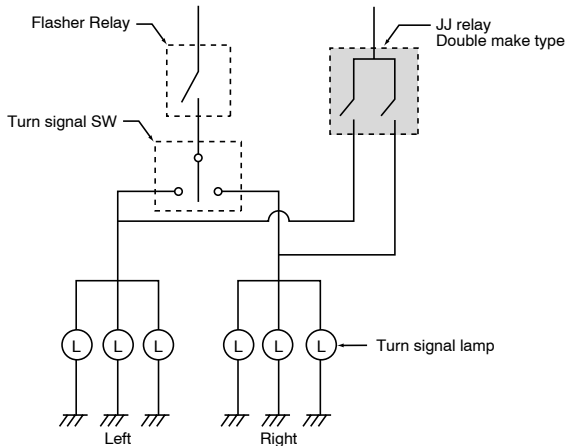 Flasher Relay
JJ relay
Double make type
Turn signal SW
L L L L L L
Turn signal lamp
Left Right